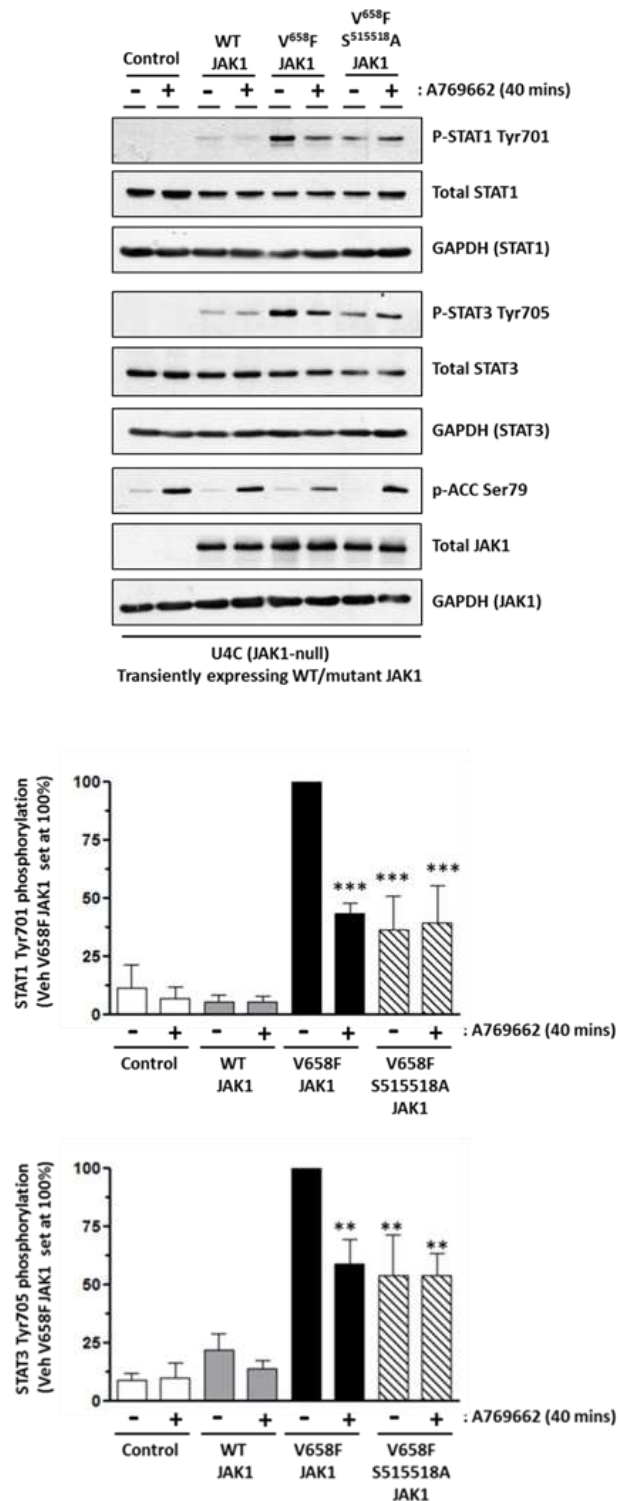 Control
WT
JAK1
V658F
JAK1
V658F
S515518A
JAK1
- + - + - + - + : A769662 (40 mins)
P-STAT1 Tyr701
Total STAT1
GAPDH (STAT1)
P-STAT3 Tyr705
Total STAT3
GAPDH (STAT3)
p-ACC Ser79
Total JAK1
GAPDH (JAK1)
U4C (JAK1-null)
Transiently expressing WT/mutant JAK1
STAT1 Tyr701 phosphorylation
(Veh V658F JAK1 set at 100%)
100
75
50
25
0
*** *** ***
- + - + - + - + : A769662 (40 mins)
Control
WT
JAK1
V658F
JAK1
V658F
S515518A
JAK1
STAT3 Tyr705 phosphorylation
(Veh V658F JAK1 set at 100%)
100
75
50
25
0
** ** **
- + - + - + - + : A769662 (40 mins)
Control
WT
JAK1
V658F
JAK1
V658F
S515518A
JAK1